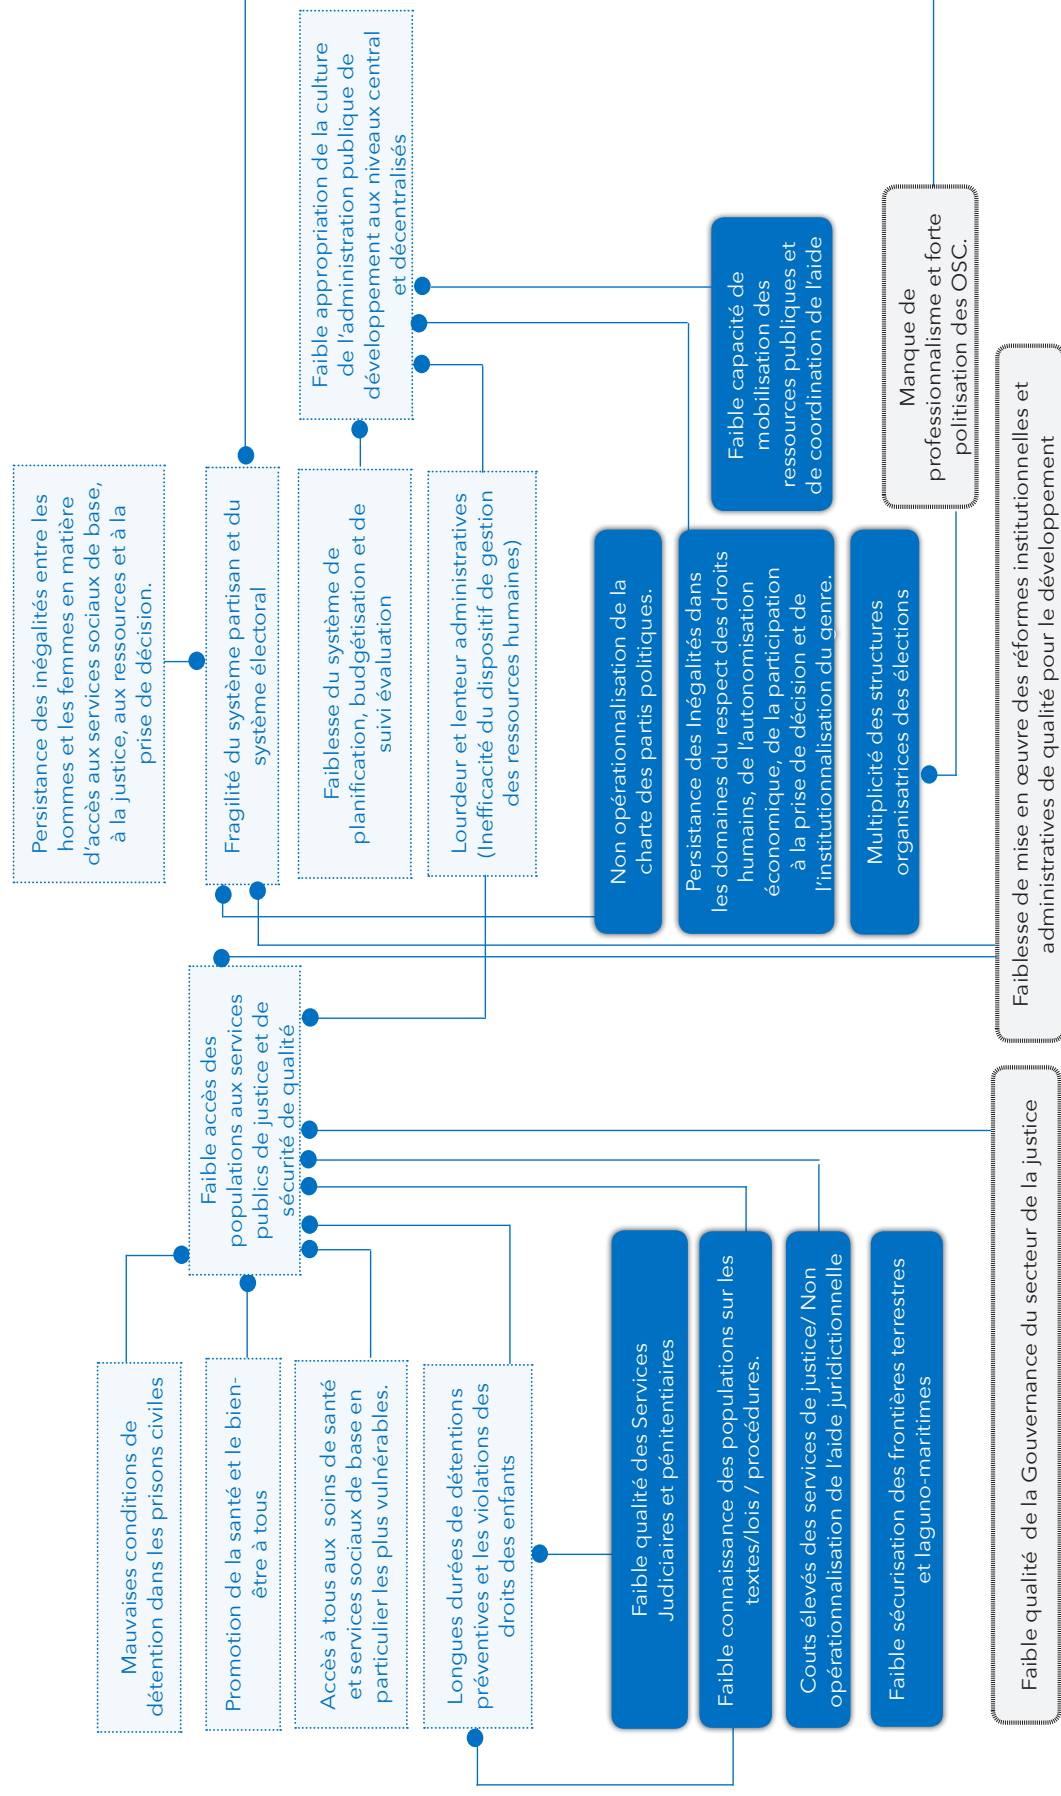 Mauvaises conditions de
détention dans les prisons civiles
Promotion de la santé et le bien-
être à tous
Accès à tous aux soins de santé
et services sociaux de base en
particulier les plus vulnérables.
Longues durées de détentions
préventives et les violations des
droits des enfants
Faible qualité des Services
Judiciaires et pénitentiaires
Faible connaissance des populations sur les
textes/lois / procédures.
Couts élevés des services de justice/ Non
opérationnalisation de l'aide juridictionnelle
Faible sécurisation des frontières terrestres
et laguno-maritimes
Faible qualité de la Gouvernance du secteur de la justice
Faible accès des
populations aux services
publics de justice et de
sécurité de qualité
Persistance des inégalités entre les
hommes et les femmes en matière
d'accès aux services sociaux de base,
à la justice, aux ressources et à la
prise de décision.
Fragilité du système partisan et du
système électoral
Faiblesse du système de
planification, budgétisation et de
suivi évaluation
Lourdeur et lenteur administratives
(Inefficacité du dispositif de gestion
des ressources humaines)
Non opérationnalisation de la
charte des partis politiques.
Persistance des Inégalités dans
les domaines du respect des droits
humains, de l'autonomisation
économique, de la participation
à la prise de décision et de
l'institutionnalisation du genre.
Multiplicité des structures
organisatrices des élections
Faiblesse de mise en œuvre des réformes institutionnelles et
administratives de qualité pour le développement
Faible appropriation de la culture
de l'administration publique de
développement aux niveaux central
et décentralisés
Faible capacité de
mobilisation des
ressources publiques et
de coordination de l'aide
Manque de
professionnalisme et forte
politisation des OSC.